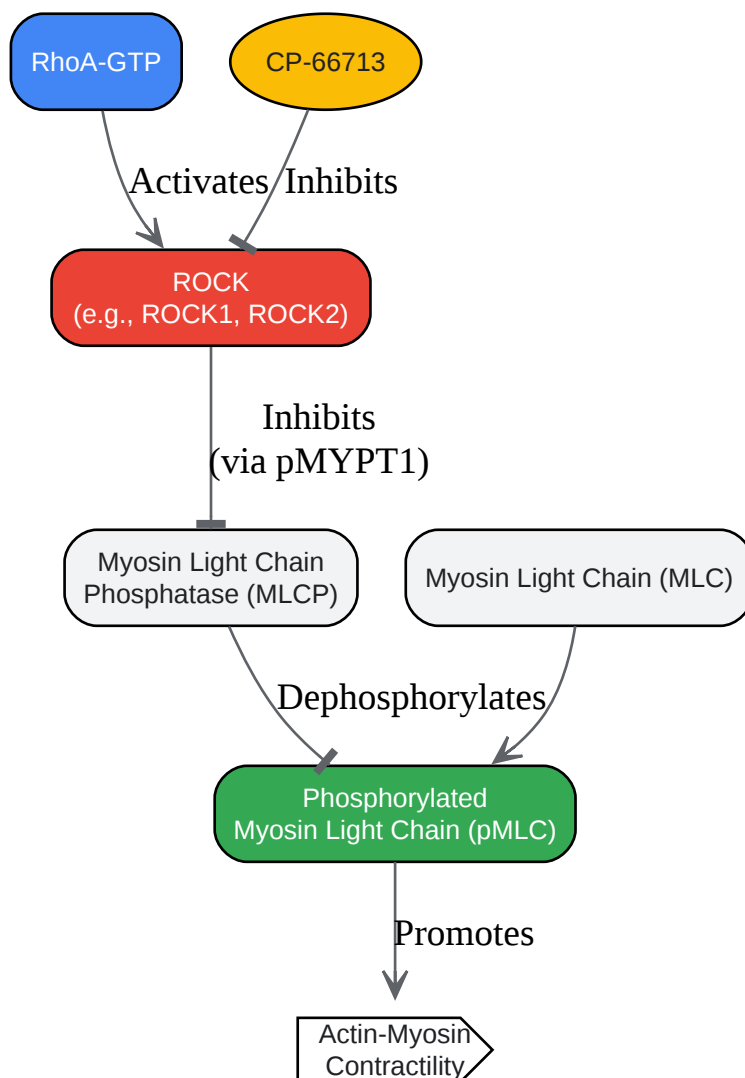 RhoA-GTP
CP-66713
Activates
Inhibits
ROCK
(e.g., ROCK1, ROCK2)
Inhibits
(via pMYPT1)
Myosin Light Chain
Phosphatase (MLCP)
Myosin Light Chain (MLC)
Dephosphorylates
Phosphorylated
Myosin Light Chain (pMLC)
Promotes
Actin-Myosin
Contractility